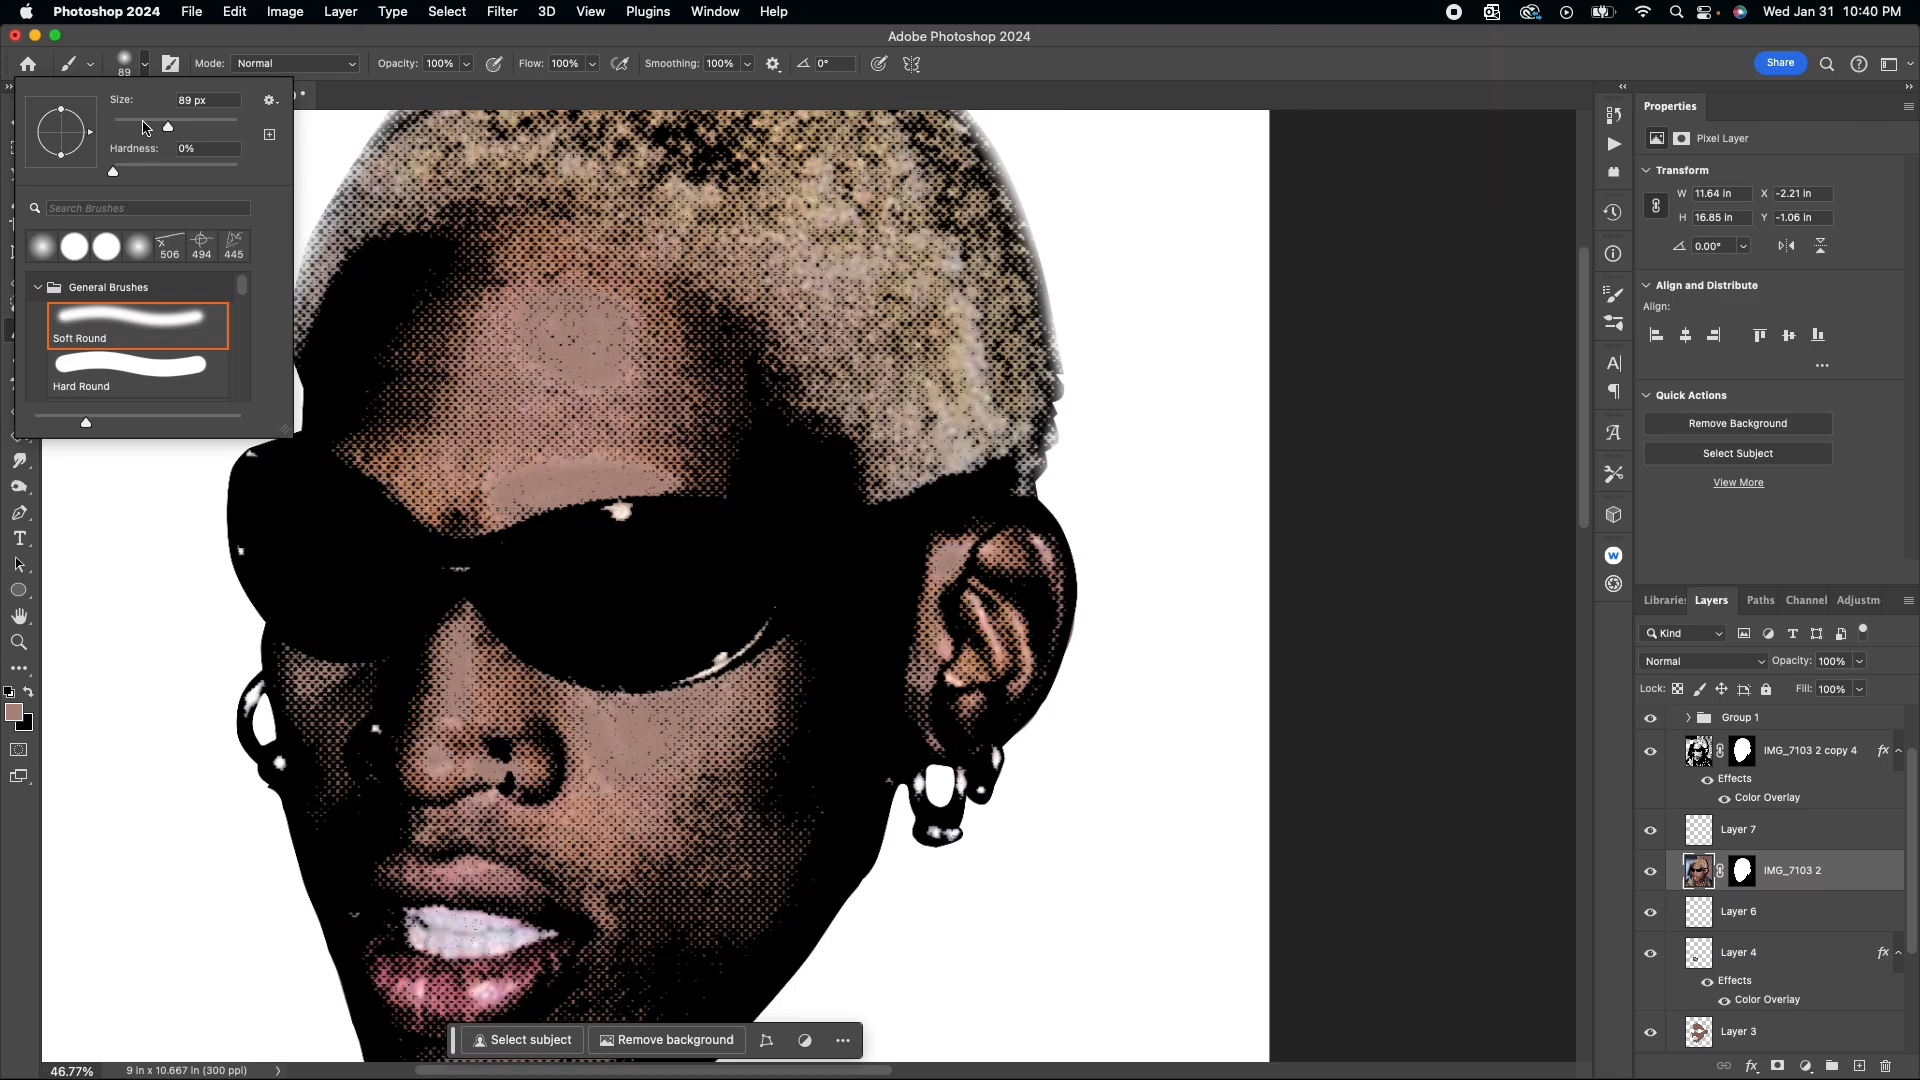 Photoshop 2024 File Edit Image Layer Type Select Filter 3D View Plugins Window Help Wed Jan 31 10:40 PM
Adobe Photoshop 2024
89 Mode: Normal Opacity: 100% Flow: 100% Smoothing: 100% 0° Share
Size: 89 px
Hardness: 0%
Search Brushes
506 494 445
General Brushes
Soft Round
Hard Round
Properties
Pixel Layer
Transform
W 11.64 in X -2.21 in
H 16.85 in Y -1.06 in
0.00°
Align and Distribute
Align:
Quick Actions
Remove Background
Select Subject
View More
Libraries Layers Paths Channel Adjustm
Kind
Normal Opacity: 100%
Lock: Fill: 100%
Group 1
IMG_7103 2 copy 4 fx
Effects
Color Overlay
Layer 7
IMG_7103 2
Layer 6
Layer 4 fx
Effects
Color Overlay
Layer 3
Select subject Remove background
46.77% 9 in x 10.667 in (300 ppi)